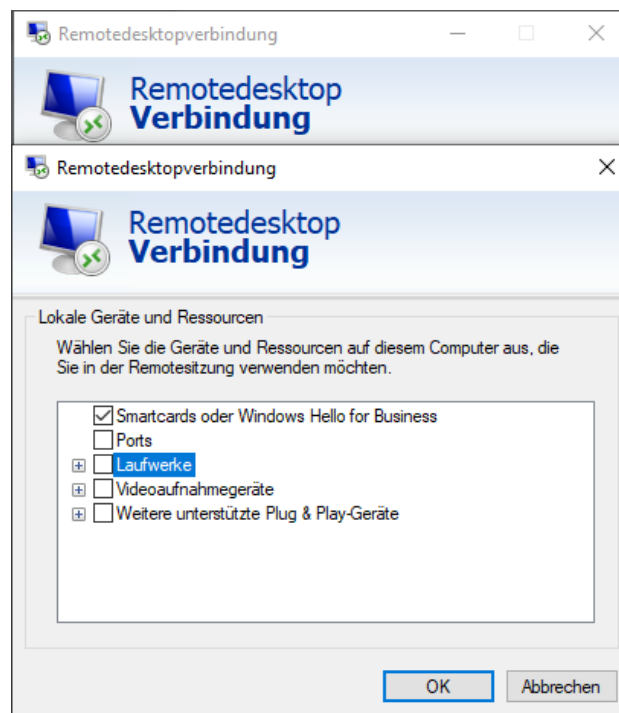 Remotedesktopverbindung
Remotedesktop
Verbindung
Remotedesktopverbindung
Remotedesktop
Verbindung
Lokale Geräte und Ressourcen
Wählen Sie die Geräte und Ressourcen auf diesem Computer aus, die
Sie in der Remotesitzung verwenden möchten.
Smartcards oder Windows Hello for Business
Ports
Laufwerke
Videoaufnahmegeräte
Weitere unterstützte Plug & Play-Geräte
OK
Abbrechen